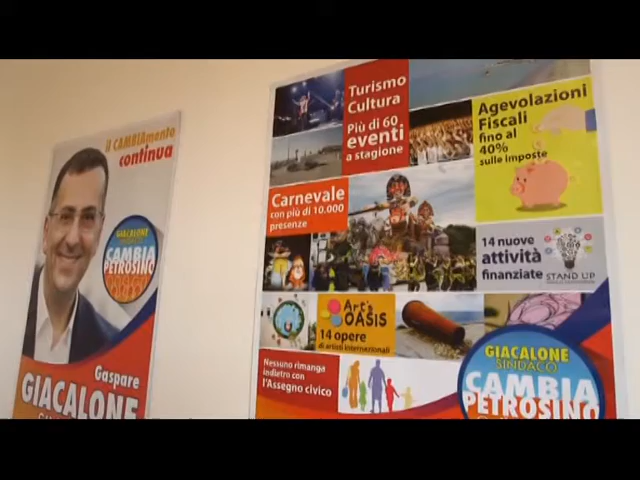 il CAMBIAmento
continua
GIACALONE
SINDACO
CAMBIA
PETROSINO
Gaspare
GIACALONE
Turismo
Cultura
Più di 60
eventi
a stagione
Agevolazioni
Fiscali
fino al
40%
sulle imposte
Carnevale
con più di 10.000
presenze
14 nuove
attività
finanziate
STAND UP
Art's
OASIS
14 opere
di artisti internazionali
Nessuno rimanga
indietro con
l'Assegno civico
GIACALONE
SINDACO
CAMBIA
PETROSINO